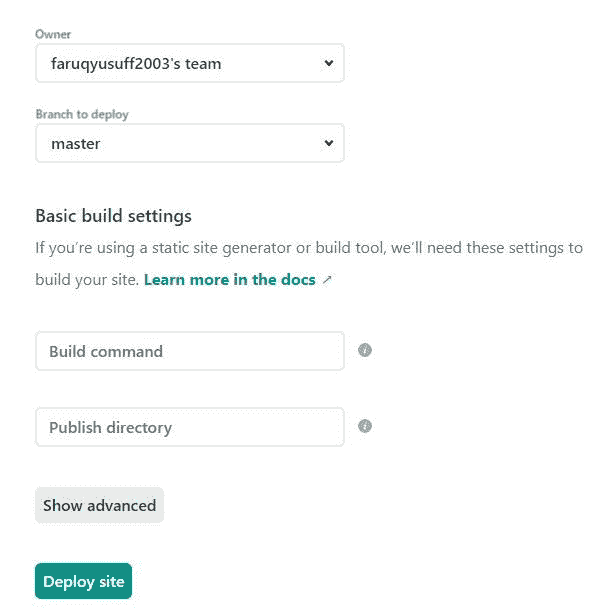 Owner
faruqyusuff2003's team
Branch to deploy
master
Basic build settings
If you're using a static site generator or build tool, we'll need these settings to
build your site. Learn more in the docs ↗
Build command
Publish directory
Show advanced
Deploy site